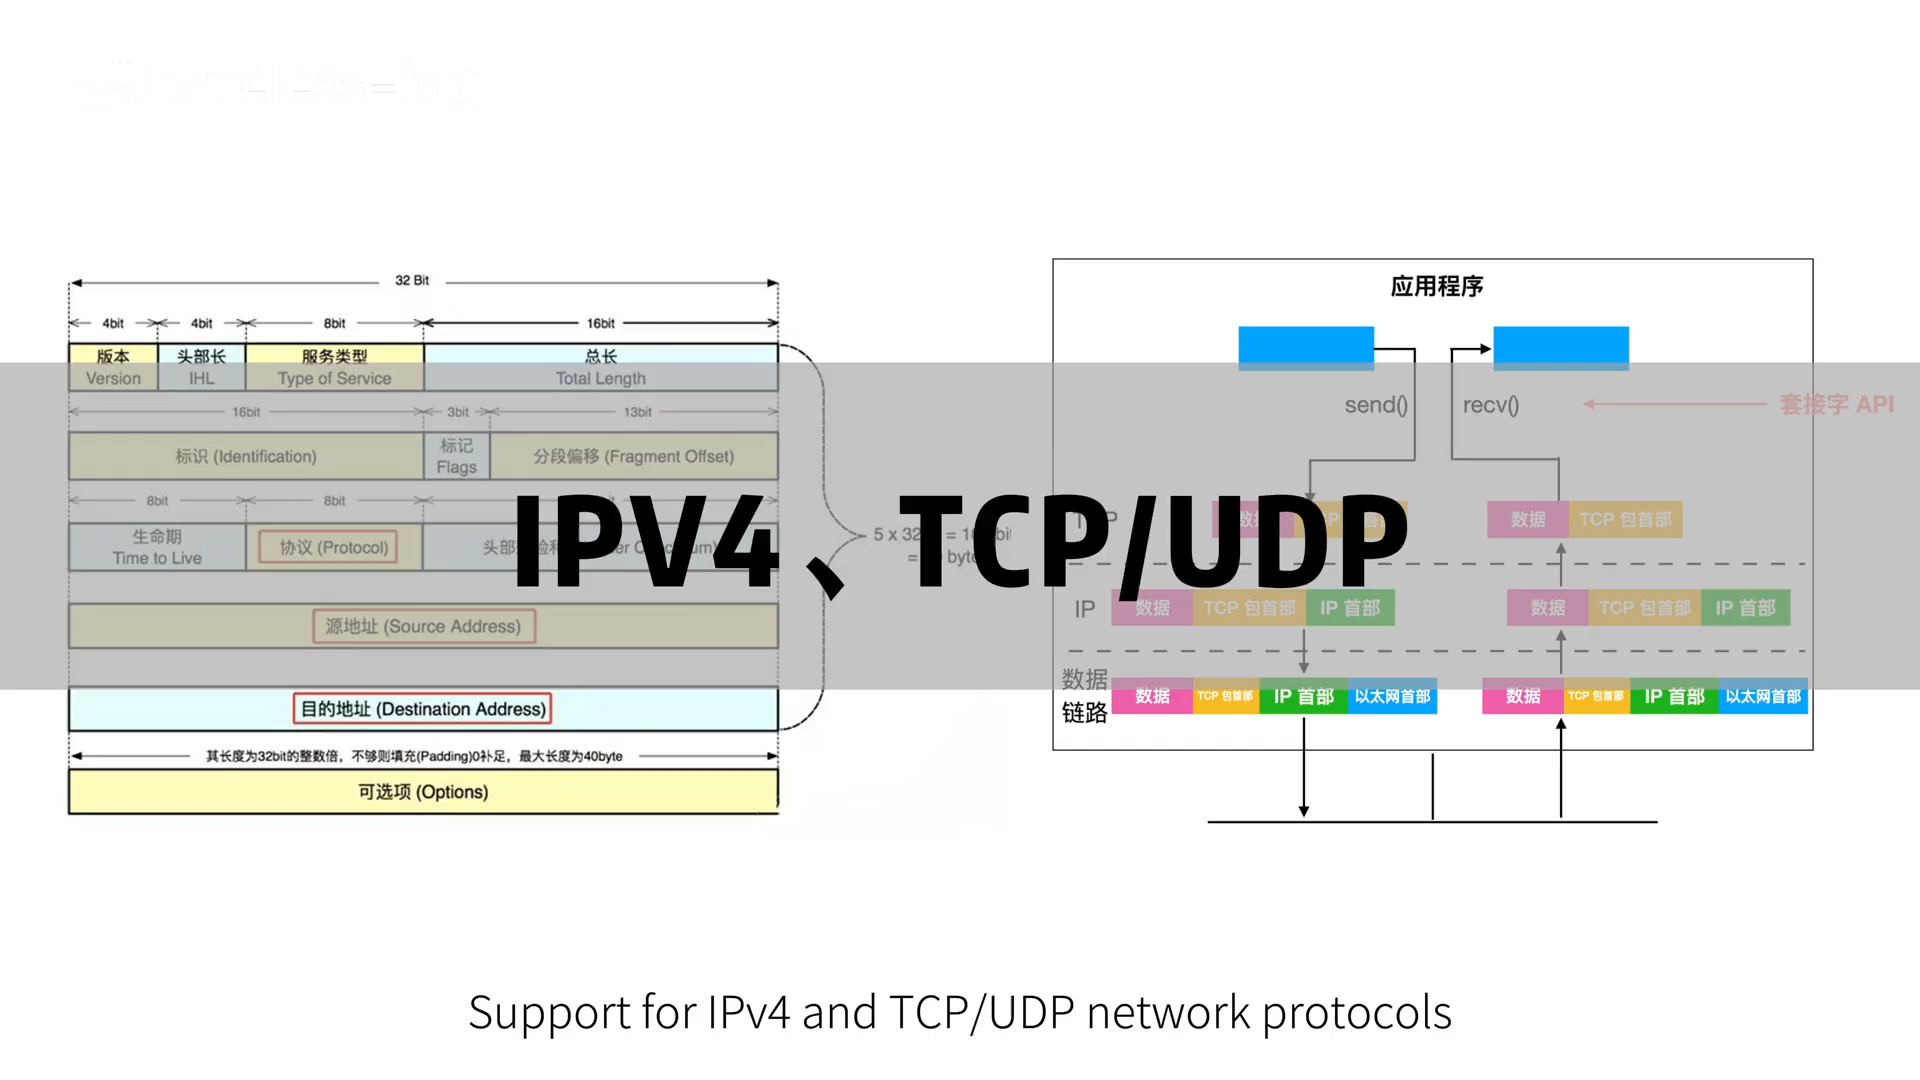 32 Bit
4bit 4bit 8bit 16bit
版本 头部长 服务类型 总长
Version IHL Type of Service Total Length
16bit 3bit 13bit
标识 (Identification) 标记 分段偏移 (Fragment Offset)
Flags
8bit 8bit
生命期 协议 (Protocol)
Time to Live
5 x 32
源地址 (Source Address)
目的地址 (Destination Address)
其长度为32bit的整数倍，不够则填充(Padding)0补足，最大长度为40byte
可选项 (Options)
应用程序
send() recv() 套接字 API
数据 TCP 包首部
IP 数据 TCP 包首部 IP 首部 数据 TCP 包首部 IP 首部
数据
链路 数据 TCP 包首部 IP 首部 以太网首部 数据 TCP 包首部 IP 首部 以太网首部
IPV4、TCP/UDP
Support for IPv4 and TCP/UDP network protocols